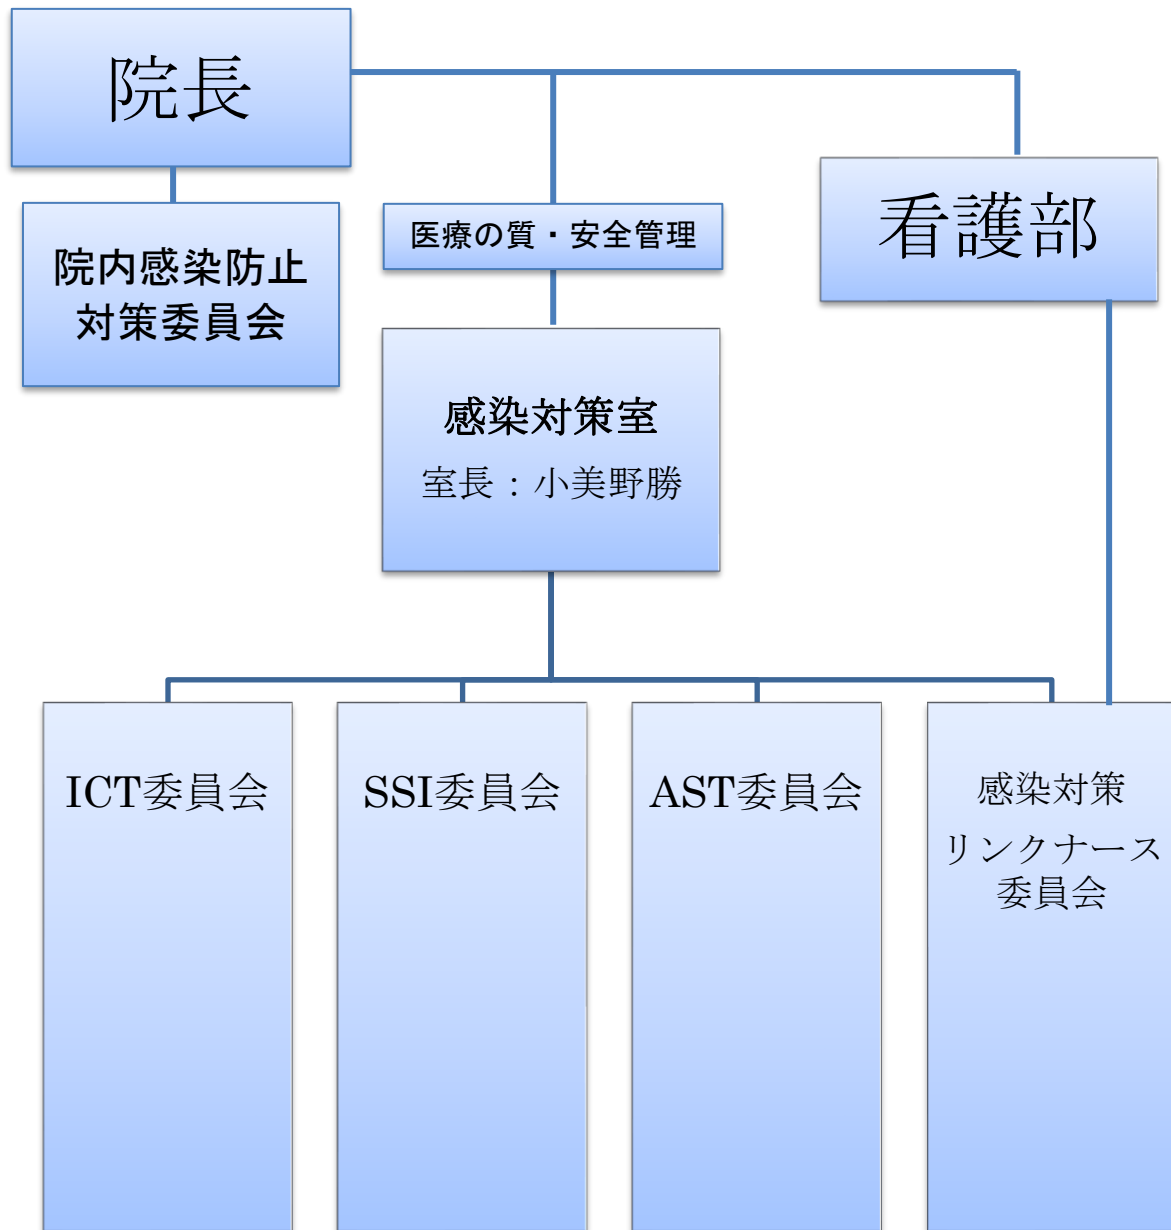 院長
院内感染防止
対策委員会
医療の質・安全管理
看護部
感染対策室
室長：小美野勝
ICT委員会
SSI委員会
AST委員会
感染対策
リンクナース
委員会